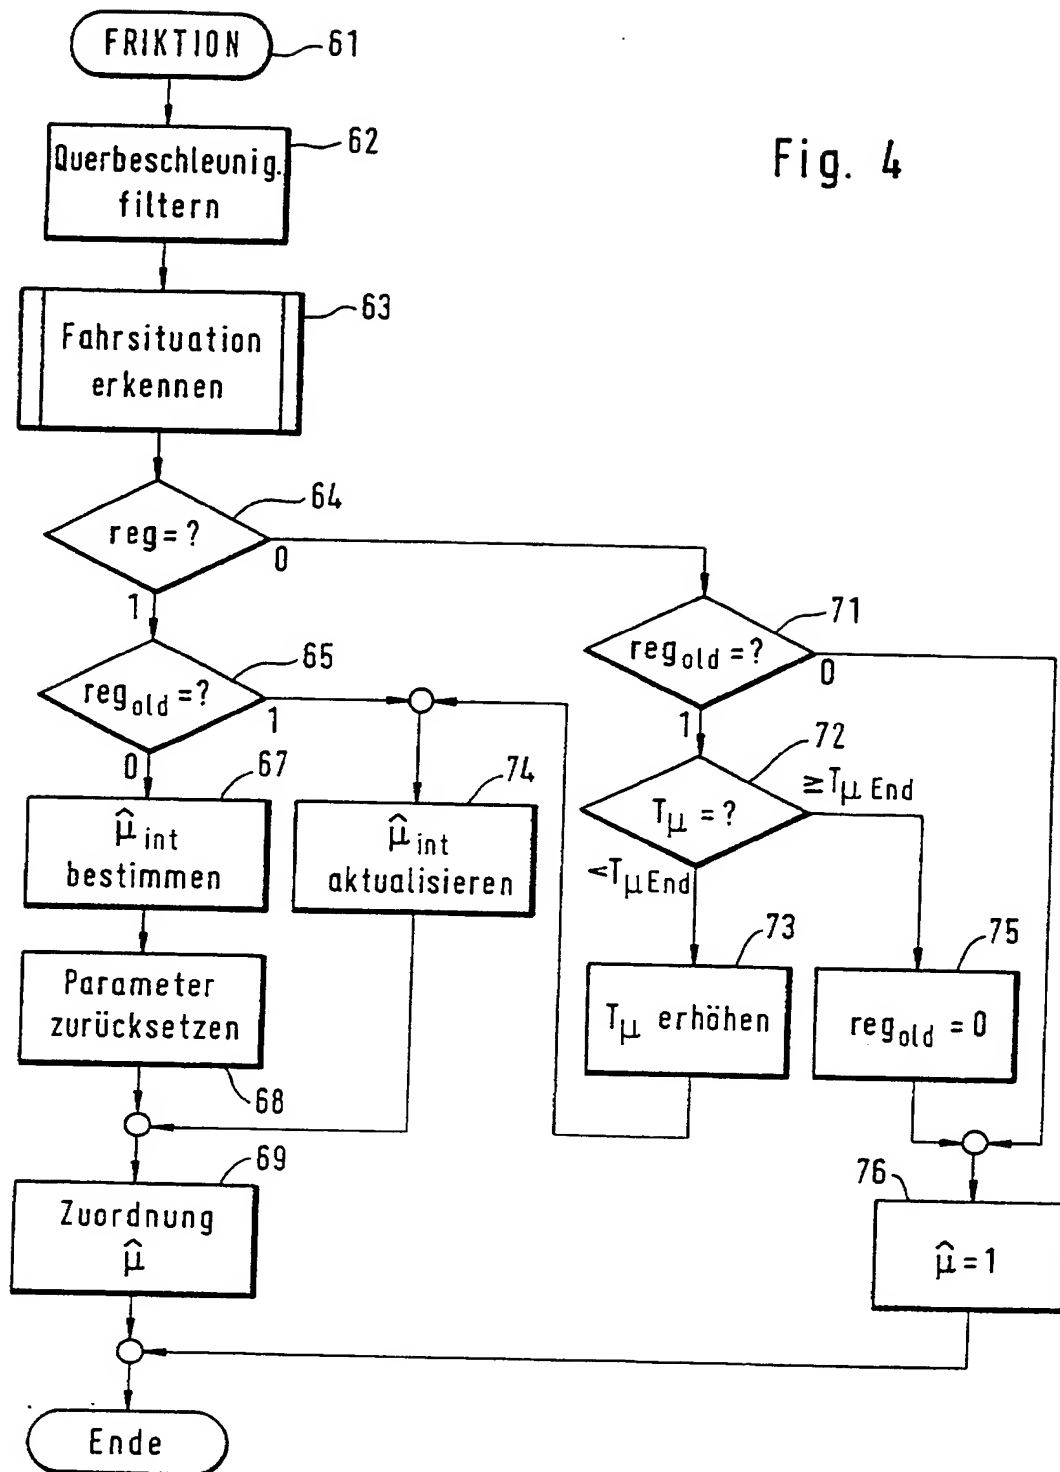 FRIKTION
61
Fig. 4
62
Querbeschleunig.
filtern
63
Fahrsituation
erkennen
64
reg = ?
0
1
71
reg_old = ?
0
1
65
reg_old = ?
1
0
72
T_μ = ?
≥T_μ End
<T_μ End
67
μ̂_int
bestimmen
74
μ̂_int
aktualisieren
73
T_μ erhöhen
75
reg_old = 0
Parameter
zurücksetzen
68
69
Zuordnung
μ̂
76
μ̂ = 1
Ende